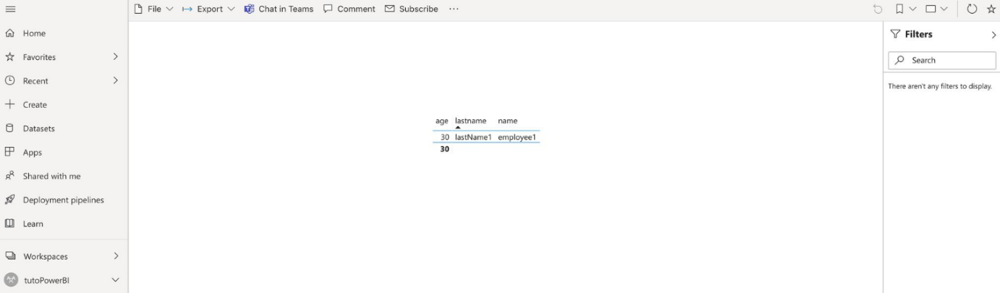 File Export Chat in Teams Comment Subscribe ...
Home
Favorites
Recent
Create
Datasets
Apps
Shared with me
Deployment pipelines
Learn
Workspaces
tutoPowerBI
age lastname name
30 lastName1 employee1
30
Filters
Search
There aren't any filters to display.